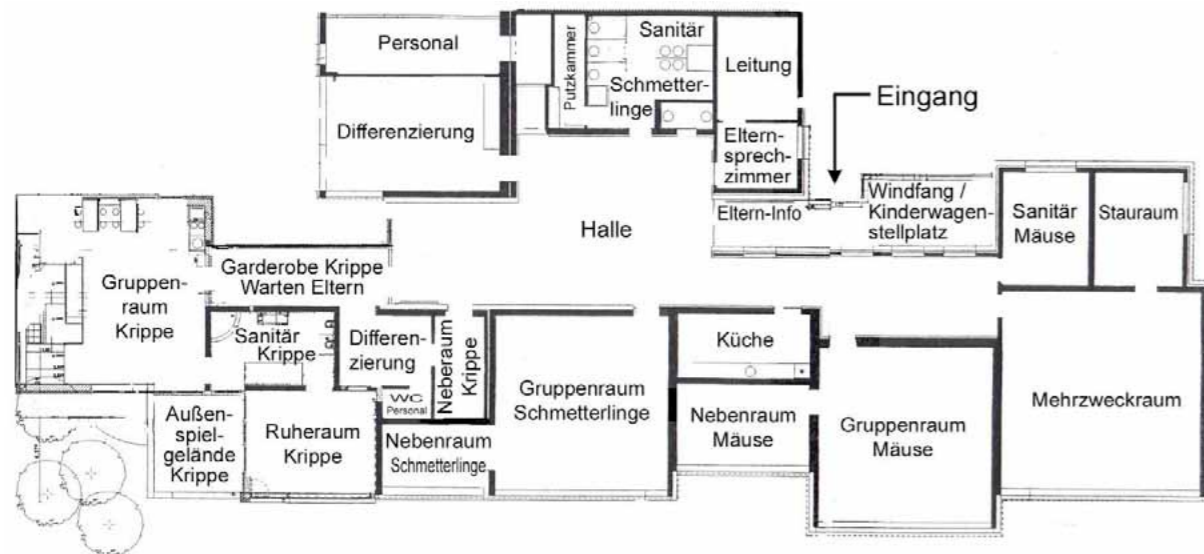 Personal
Differenzierung
Putzkammer
Sanitär
Schmetter-
linge
Leitung
Eltern-
sprech-
zimmer
Eingang
Eltern-Info
Windfang /
Kinderwagen-
stellplatz
Sanitär
Mäuse
Stauraum
Halle
Gruppen-
raum
Krippe
Garderobe Krippe
Warten Eltern
Sanitär
Krippe
Differen-
zierung
WC
Personal
Neberaum
Krippe
Gruppenraum
Schmetterlinge
Küche
Nebenraum
Mäuse
Gruppenraum
Mäuse
Mehrzweckraum
Außen-
spiel-
gelände
Krippe
Ruheraum
Krippe
Nebenraum
Schmetterlinge